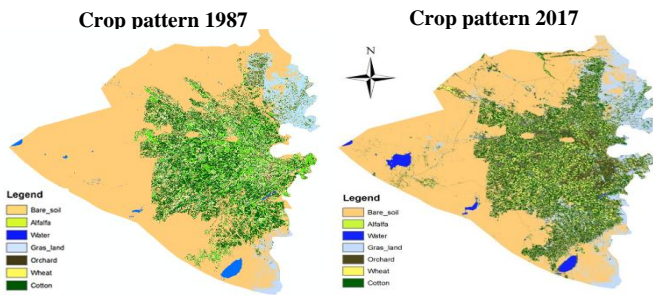 Crop pattern 1987
Crop pattern 2017
N
Legend
Bare_soil
Alfalfa
Water
Gras_land
Orchard
Wheat
Cotton
Legend
Bare_soil
Alfalfa
Water
Gras_land
Orchard
Wheat
Cotton